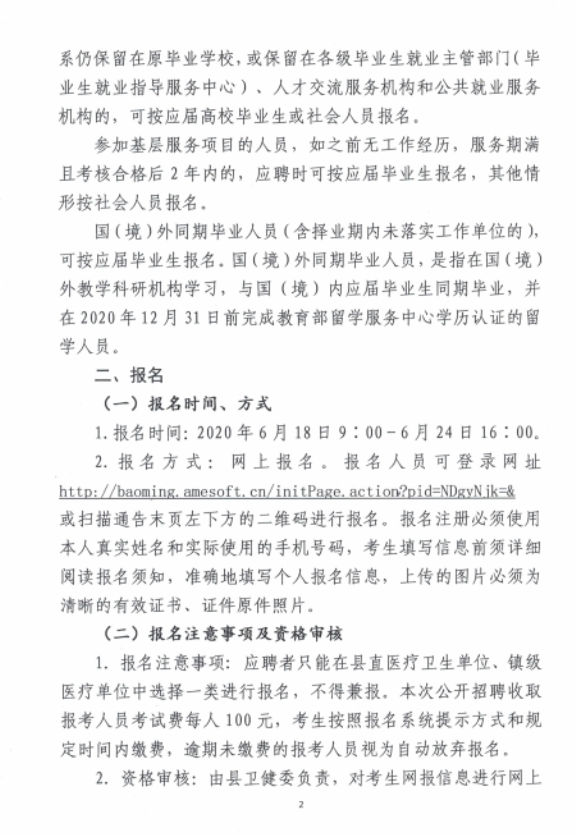 系仍保留在原毕业学校，或保留在各级毕业生就业主管部门（毕
业生就业指导服务中心）、人才交流服务机构和公共就业服务
机构的，可按应届高校毕业生或社会人员报名。
参加基层服务项目的人员，如之前无工作经历，服务期满
且考核合格后 2 年内的，应聘时可按应届毕业生报名，其他情
形按社会人员报名。
国（境）外同期毕业人员（含择业期内未落实工作单位的），
可按应届毕业生报名。国（境）外同期毕业人员，是指在国（境）
外教学科研机构学习，与国（境）内应届毕业生同期毕业，并
在 2020 年 12 月 31 日前完成教育部留学服务中心学历认证的留
学人员。
二、报名
（一）报名时间、方式
1. 报名时间：2020 年 6 月 18 日 9：00－6 月 24 日 16：00。
2. 报名方式：网上报名。报名人员可登录网址
http://baoming.amesoft.cn/initPage.action?pid=NDgyNjk=&
或扫描通告末页左下方的二维码进行报名。报名注册必须使用
本人真实姓名和实际使用的手机号码，考生填写信息前须详细
阅读报名须知，准确地填写个人报名信息，上传的图片必须为
清晰的有效证书、证件原件照片。
（二）报名注意事项及资格审核
1. 报名注意事项：应聘者只能在县直医疗卫生单位、镇级
医疗单位中选择一类进行报名，不得兼报。本次公开招聘收取
报考人员考试费每人 100 元，考生按照报名系统提示方式和规
定时间内缴费，逾期未缴费的报考人员视为自动放弃报名。
2. 资格审核：由县卫健委负责，对考生网报信息进行网上
2